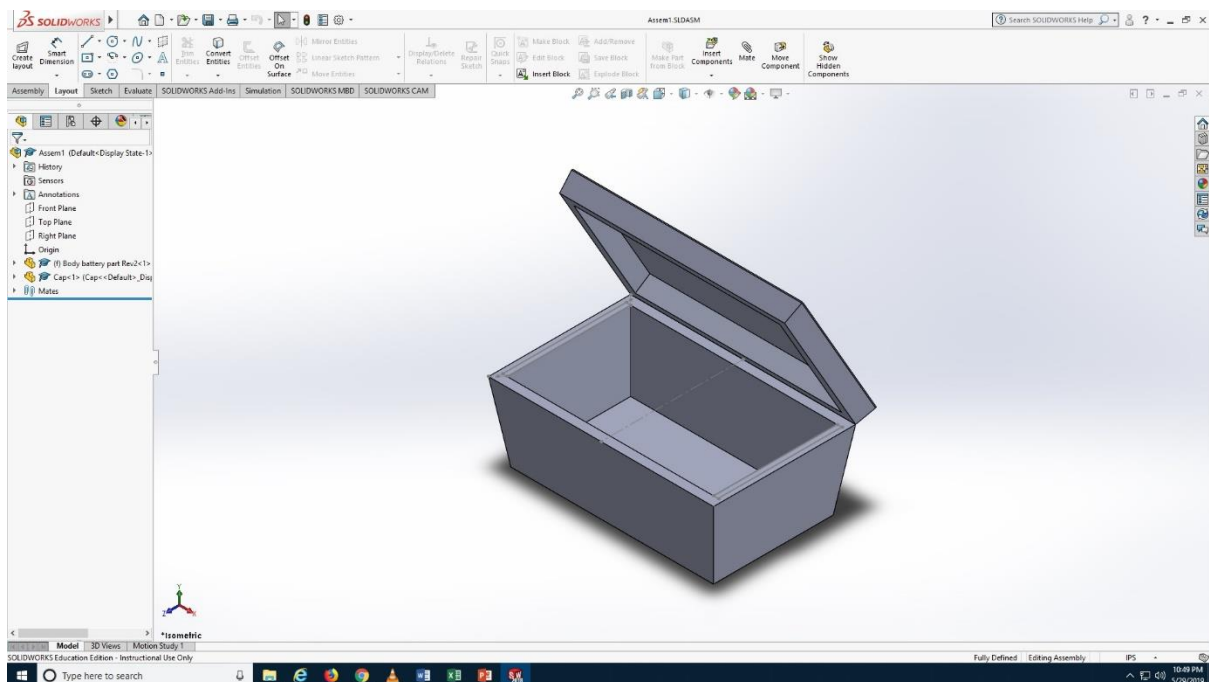 SOLIDWORKS
Assem1.SLDASM
Search SOLIDWORKS Help
Create layout
Smart Dimension
Trim Entities
Convert Entities
Offset Entities
Offset On Surface
Mirror Entities
Linear Sketch Pattern
Move Entities
Display/Delete Relations
Repair Sketch
Quick Snaps
Make Block
Edit Block
Insert Block
Add/Remove
Save Block
Explode Block
Make Part from Block
Insert Components
Mate
Move Component
Show Hidden Components
Assembly Layout Sketch Evaluate SOLIDWORKS Add-Ins Simulation SOLIDWORKS MBD SOLIDWORKS CAM
Assem1 (Default<Display State-1>
History
Sensors
Annotations
Front Plane
Top Plane
Right Plane
Origin
(f) Body battery part Rev2<1>
Cap<1> (Cap<<Default>_Disp
Mates
Y
Z
X
*Isometric
Model 3D Views Motion Study 1
SOLIDWORKS Education Edition - Instructional Use Only
Fully Defined Editing Assembly IPS
Type here to search
10:49 PM
5/29/2019